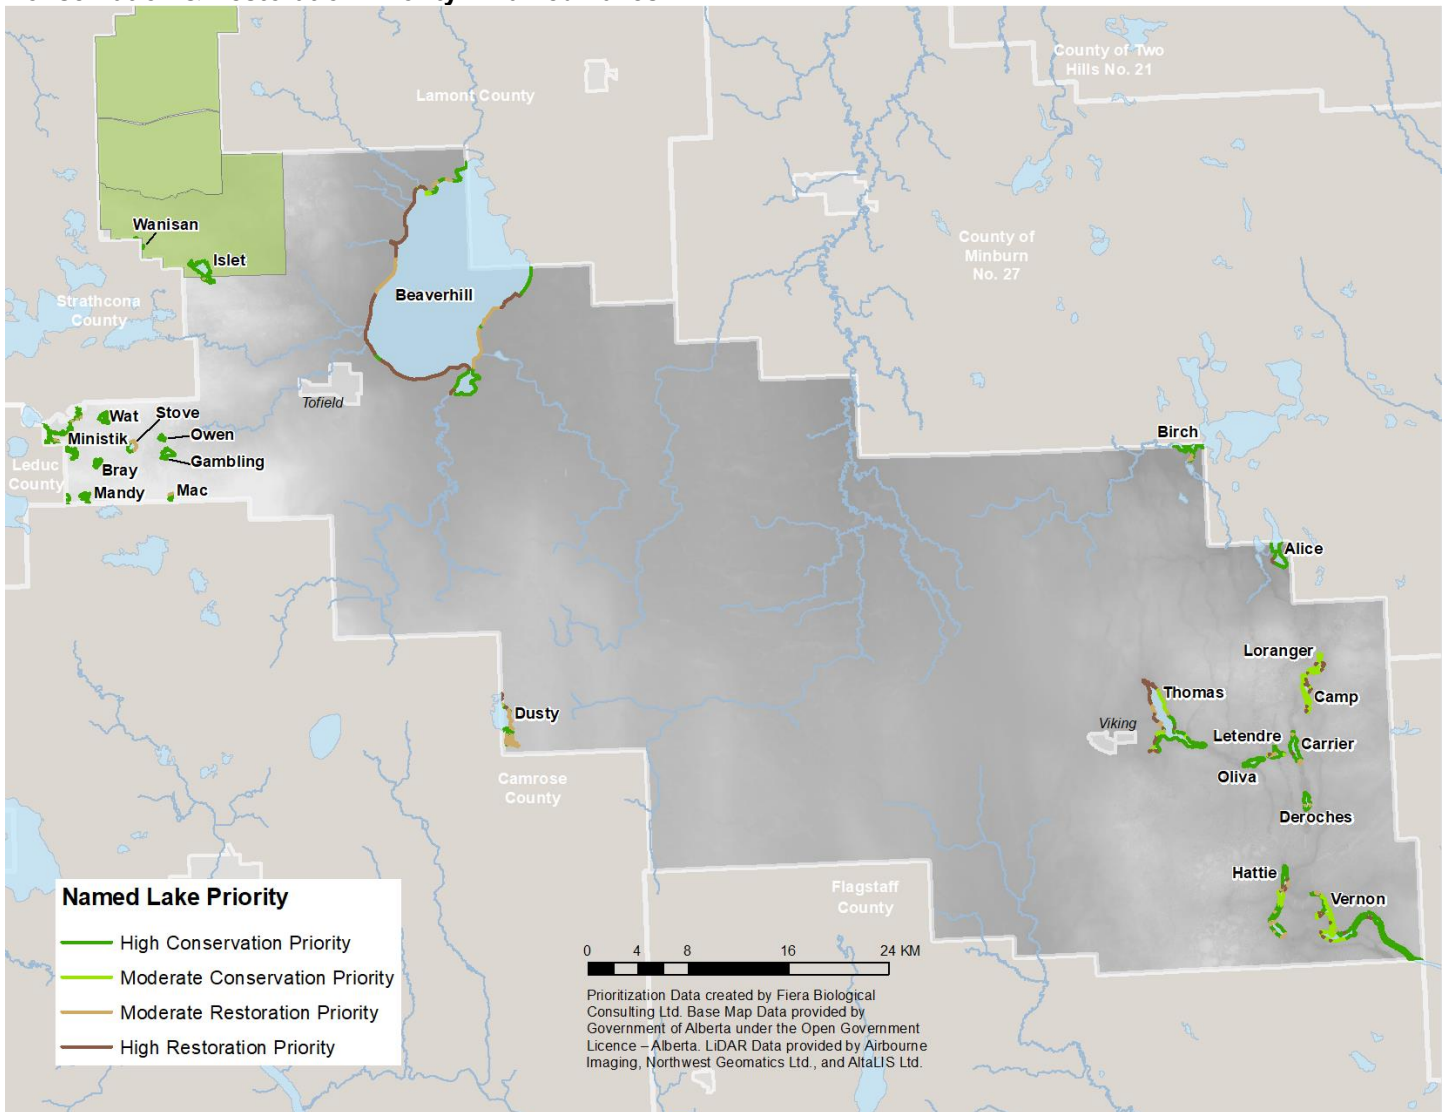 County of Two
Hills No. 21
Lamont County
Wanisan
Islet
County of
Minburn
No. 27
Strathcona
County
Beaverhill
Tofield
Wat
Stove
Ministik
Owen
Birch
Leduc
County
Bray
Gambling
Mandy
Mac
Alice
Loranger
Thomas
Camp
Dusty
Viking
Letendre
Carrier
Oliva
Camrose
County
Deroches
Hattie
Flagstaff
County
Vernon
Named Lake Priority
High Conservation Priority
Moderate Conservation Priority
Moderate Restoration Priority
High Restoration Priority
0 4 8 16 24 KM
Prioritization Data created by Fiera Biological
Consulting Ltd. Base Map Data provided by
Government of Alberta under the Open Government
Licence – Alberta. LiDAR Data provided by Airbourne
Imaging, Northwest Geomatics Ltd., and AltaLIS Ltd.